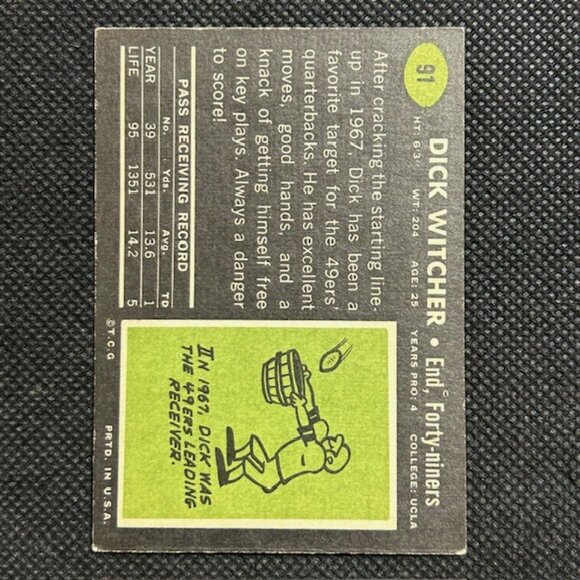 91
DICK WITCHER • End, Forty-niners
HT: 6'3" WT: 204 AGE: 25 YEARS PRO: 4 COLLEGE: UCLA
After cracking the starting line-
up in 1967, Dick has been a
favorite target for the 49ers'
quarterbacks. He has excellent
moves, good hands, and a
knack of getting himself free
on key plays. Always a danger
to score!
PASS RECEIVING RECORD
No. Yds. Avg. TD
YEAR 39 531 13.6 1
LIFE 95 1351 14.2 5
IN 1967, DICK WAS
THE 49ERS LEADING
RECEIVER.
©T.C.G. PRTD. IN U.S.A.